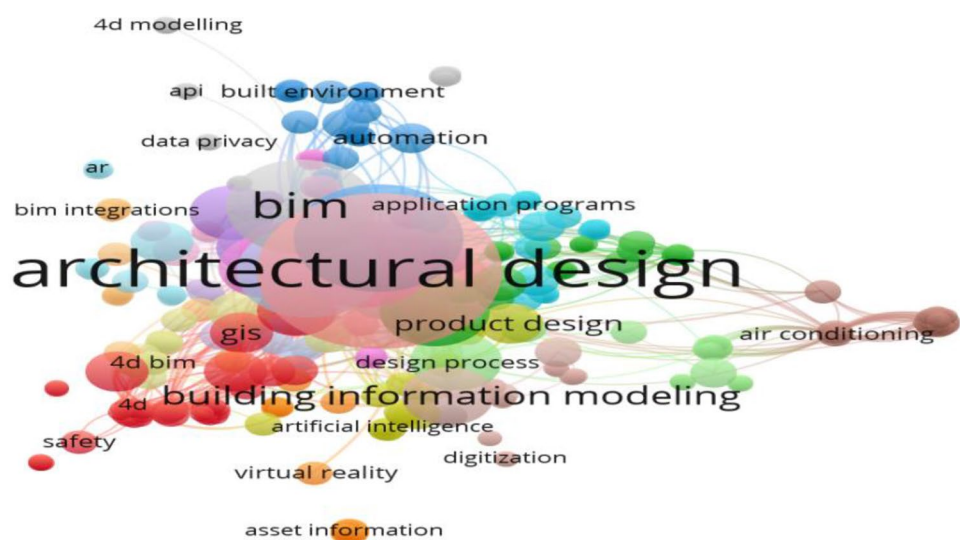 4d modelling
api
built environment
data privacy
automation
ar
bim
application programs
bim integrations
architectural design
gis
product design
air conditioning
4d bim
design process
4d
building information modeling
artificial intelligence
safety
digitization
virtual reality
asset information